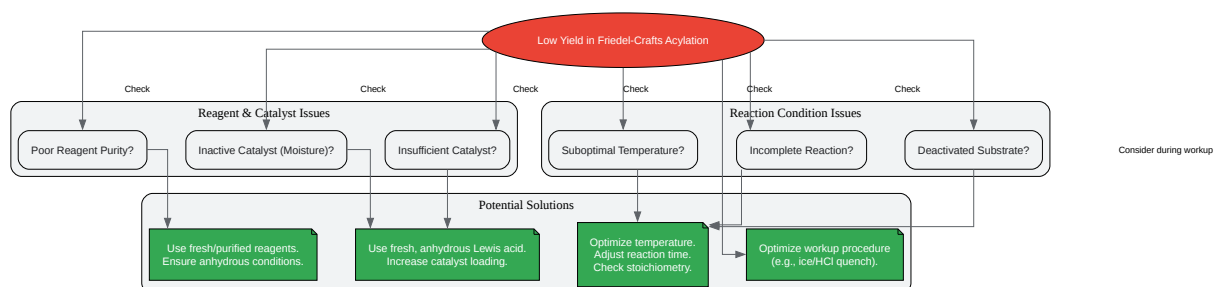 Low Yield in Friedel-Crafts Acylation
Check
Check
Check
Check
Check
Check
Reagent & Catalyst Issues
Reaction Condition Issues
Poor Reagent Purity?
Inactive Catalyst (Moisture)?
Insufficient Catalyst?
Suboptimal Temperature?
Incomplete Reaction?
Deactivated Substrate?
Consider during workup
Potential Solutions
Use fresh/purified reagents.
Ensure anhydrous conditions.
Use fresh, anhydrous Lewis acid.
Increase catalyst loading.
Optimize temperature.
Adjust reaction time.
Check stoichiometry.
Optimize workup procedure
(e.g., ice/HCl quench).